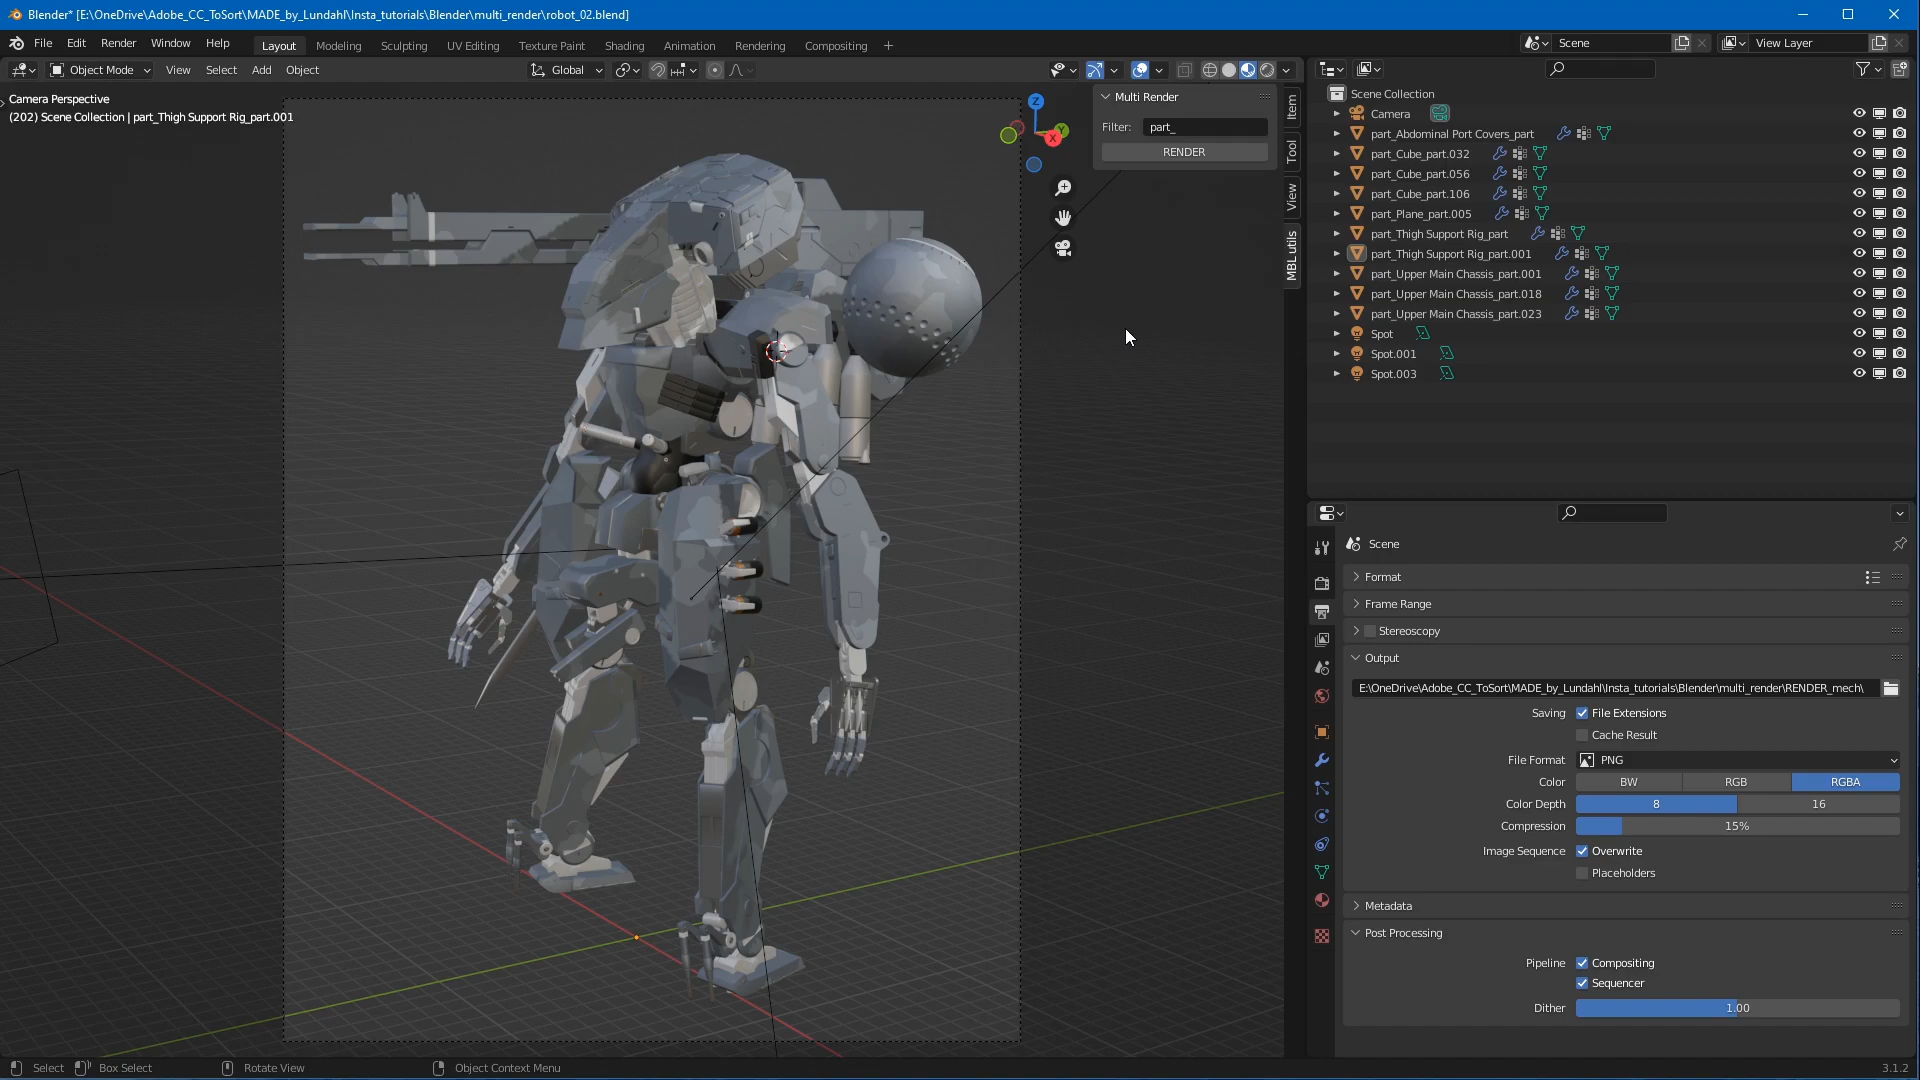 Blender* [E:\OneDrive\Adobe_CC_ToSort\MADE_by_Lundahl\Insta_tutorials\Blender\multi_render\robot_02.blend]
File Edit Render Window Help Layout Modeling Sculpting UV Editing Texture Paint Shading Animation Rendering Compositing + Scene View Layer
Object Mode View Select Add Object Global
Camera Perspective
(202) Scene Collection | part_Thigh Support Rig_part.001
Z
Y
X
Multi Render
Filter: part_
RENDER
Item
Tool
View
MBL utils
Scene Collection
Camera
part_Abdominal Port Covers_part
part_Cube_part.032
part_Cube_part.056
part_Cube_part.106
part_Plane_part.005
part_Thigh Support Rig_part
part_Thigh Support Rig_part.001
part_Upper Main Chassis_part.001
part_Upper Main Chassis_part.018
part_Upper Main Chassis_part.023
Spot
Spot.001
Spot.003
Scene
Format
Frame Range
Stereoscopy
Output
E:\OneDrive\Adobe_CC_ToSort\MADE_by_Lundahl\Insta_tutorials\Blender\multi_render\RENDER_mech\
Saving File Extensions
Cache Result
File Format PNG
Color BW RGB RGBA
Color Depth 8 16
Compression 15%
Image Sequence Overwrite
Placeholders
Metadata
Post Processing
Pipeline Compositing
Sequencer
Dither 1.00
Select Box Select Rotate View Object Context Menu 3.1.2